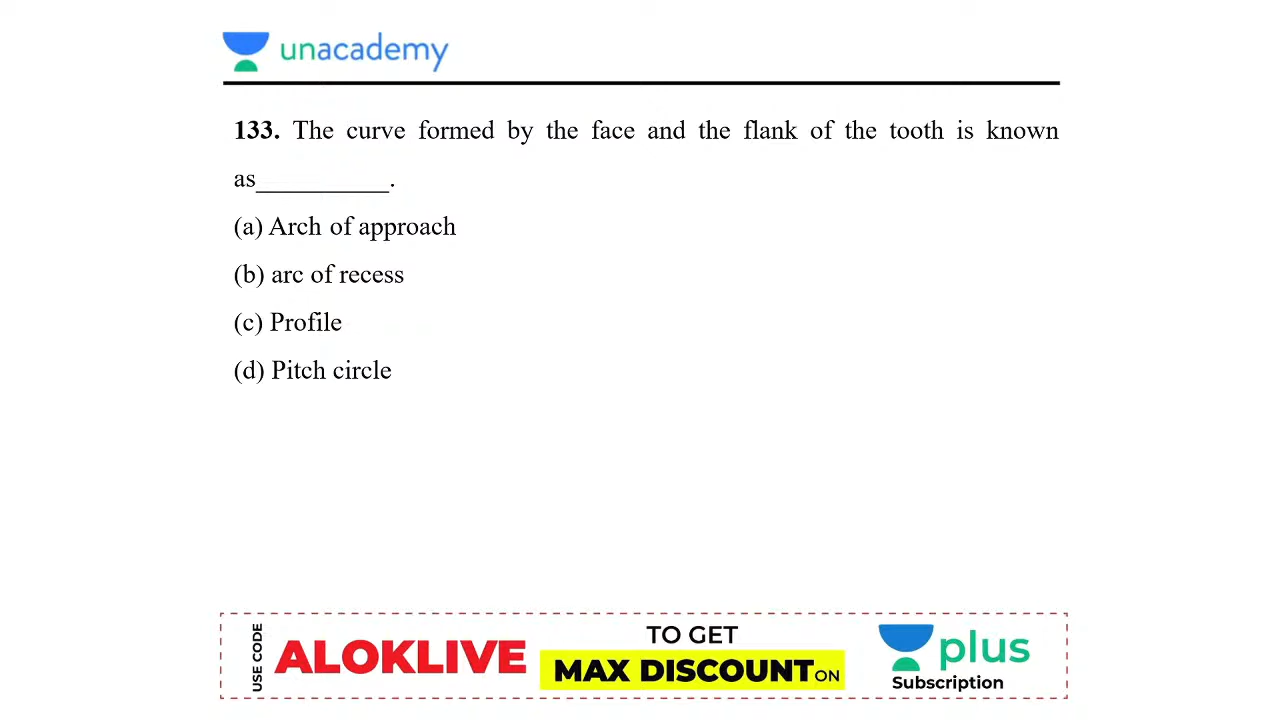 unacademy
133. The curve formed by the face and the flank of the tooth is known
as__________.
(a) Arch of approach
(b) arc of recess
(c) Profile
(d) Pitch circle
USE CODE
ALOKLIVE
TO GET
MAX DISCOUNT ON
plus
Subscription